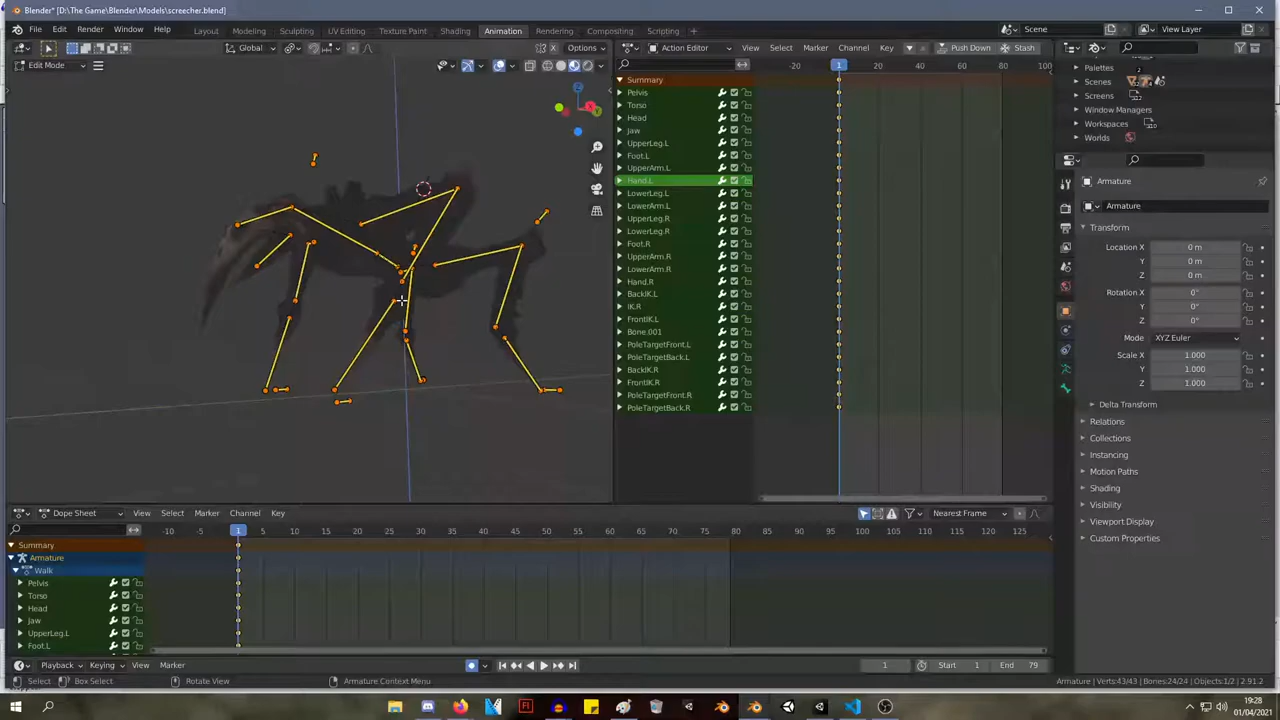 Blender* [D:\The Game\Blender\Models\screecher.blend]
File Edit Render Window Help Layout Modeling Sculpting UV Editing Texture Paint Shading Animation Rendering Compositing Scripting + Scene View Layer
Global Options Action Editor View Select Marker Channel Key Push Down Stash
Edit Mode -20 1 20 40 60 80 100
Summary
Pelvis
Torso
Head
Jaw
UpperLeg.L
Foot.L
UpperArm.L
Hand.L
LowerLeg.L
LowerArm.L
UpperLeg.R
LowerLeg.R
Foot.R
UpperArm.R
LowerArm.R
Hand.R
BackIK.L
IK.R
FrontIK.L
Bone.001
PoleTargetFront.L
PoleTargetBack.L
BackIK.R
FrontIK.R
PoleTargetFront.R
PoleTargetBack.R
Palettes
2
Scenes
Screens
Window Managers
Workspaces
Worlds
Armature
Armature
Transform
Location X 0 m
Y 0 m
Z 0 m
Rotation X 0°
Y 0°
Z 0°
Mode XYZ Euler
Scale X 1.000
Y 1.000
Z 1.000
Delta Transform
Relations
Collections
Instancing
Motion Paths
Shading
Visibility
Viewport Display
Custom Properties
Dope Sheet View Select Marker Channel Key Nearest Frame
-10 -5 1 5 10 15 20 25 30 35 40 45 50 55 60 65 70 75 80 85 90 95 100 105 110 115 120 125
Summary
Armature
Walk
Pelvis
Torso
Head
Jaw
UpperLeg.L
Foot.L
Playback Keying View Marker 1 Start 1 End 79
Select Box Select Rotate View Armature Context Menu Armature | Verts:43/43 | Bones:24/24 | Objects:1/2 | 2.91.2
19:28
01/04/2021